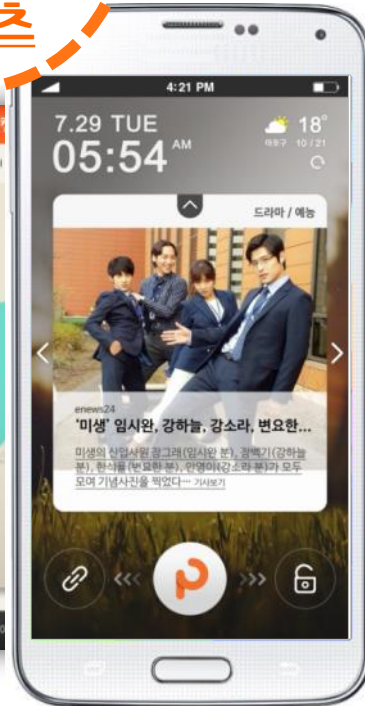 츠
4:21 PM
7.29 TUE
05:54 AM
18°
마포구 10 / 21
드라마 / 예능
enews24
'미생' 임시완, 강하늘, 강소라, 변요한...
미생의 신입사원 장그래(임시완 분), 장백기(강하늘
분), 한석율(변요한 분), 안영이(강소라 분)가 모두
모여 기념사진을 찍었다··· 기사보기